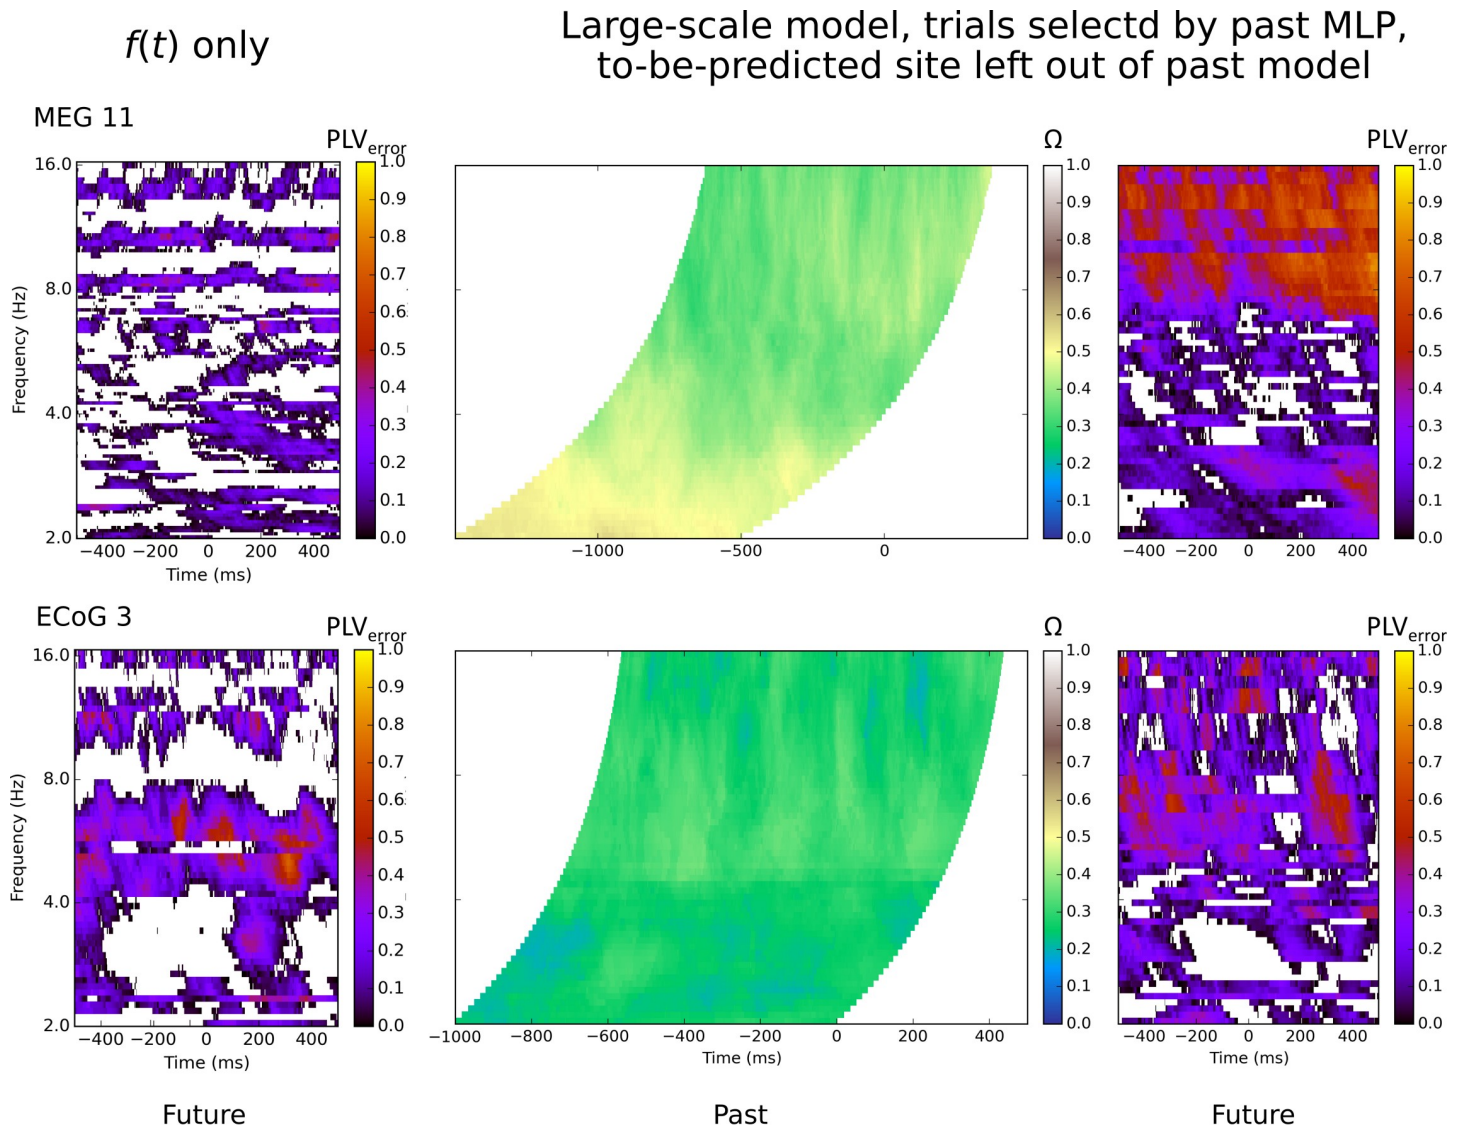 f(t) only
Large-scale model, trials selectd by past MLP,
to-be-predicted site left out of past model
MEG 11
PLVerror
Ω
PLVerror
16.0
8.0
4.0
2.0
Frequency (Hz)
−400 −200 0 200 400
Time (ms)
1.0
0.9
0.8
0.7
0.6
0.5
0.4
0.3
0.2
0.1
0.0
−1000 −500 0
1.0
0.9
0.8
0.7
0.6
0.5
0.4
0.3
0.2
0.1
0.0
−400 −200 0 200 400
1.0
0.9
0.8
0.7
0.6
0.5
0.4
0.3
0.2
0.1
0.0
ECoG 3
PLVerror
Ω
PLVerror
16.0
8.0
4.0
2.0
Frequency (Hz)
−400 −200 0 200 400
Time (ms)
1.0
0.9
0.8
0.7
0.6
0.5
0.4
0.3
0.2
0.1
0.0
−1000 −800 −600 −400 −200 0 200 400
Time (ms)
1.0
0.9
0.8
0.7
0.6
0.5
0.4
0.3
0.2
0.1
0.0
−400 −200 0 200 400
Time (ms)
1.0
0.9
0.8
0.7
0.6
0.5
0.4
0.3
0.2
0.1
0.0
Future
Past
Future